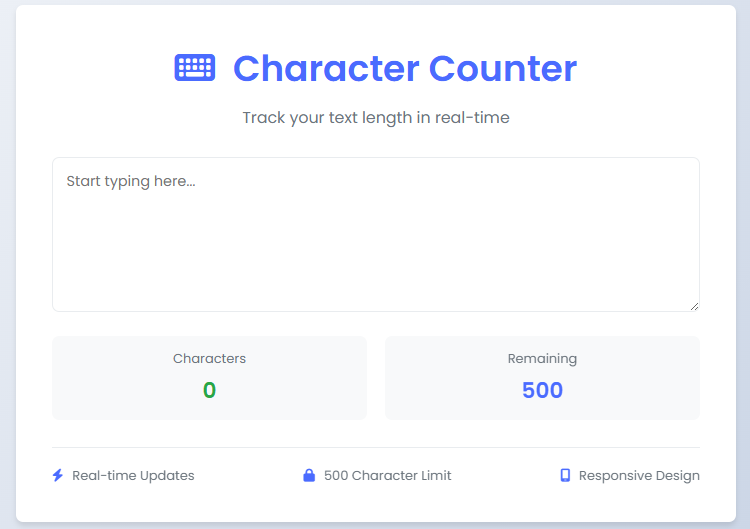 Character Counter
Track your text length in real-time
Start typing here...
Characters
0
Remaining
500
Real-time Updates
500 Character Limit
Responsive Design